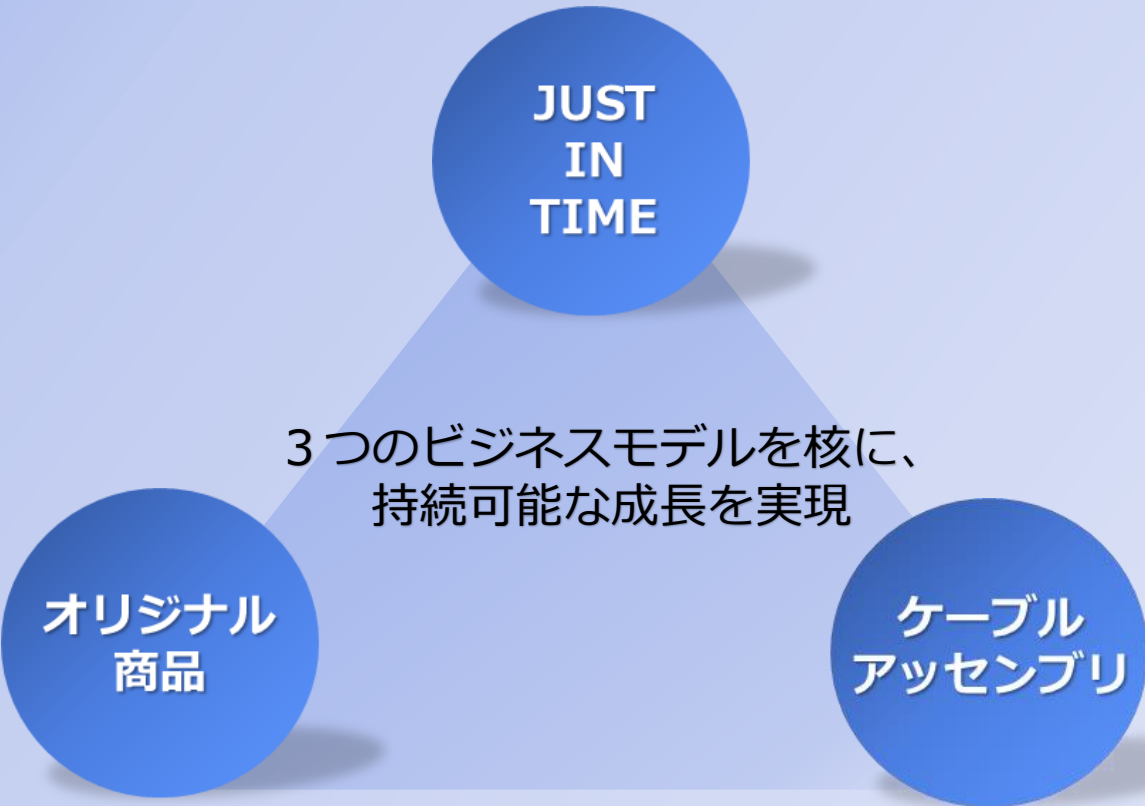 JUST
IN
TIME
３つのビジネスモデルを核に、
持続可能な成長を実現
オリジナル
商品
ケーブル
アッセンブリ